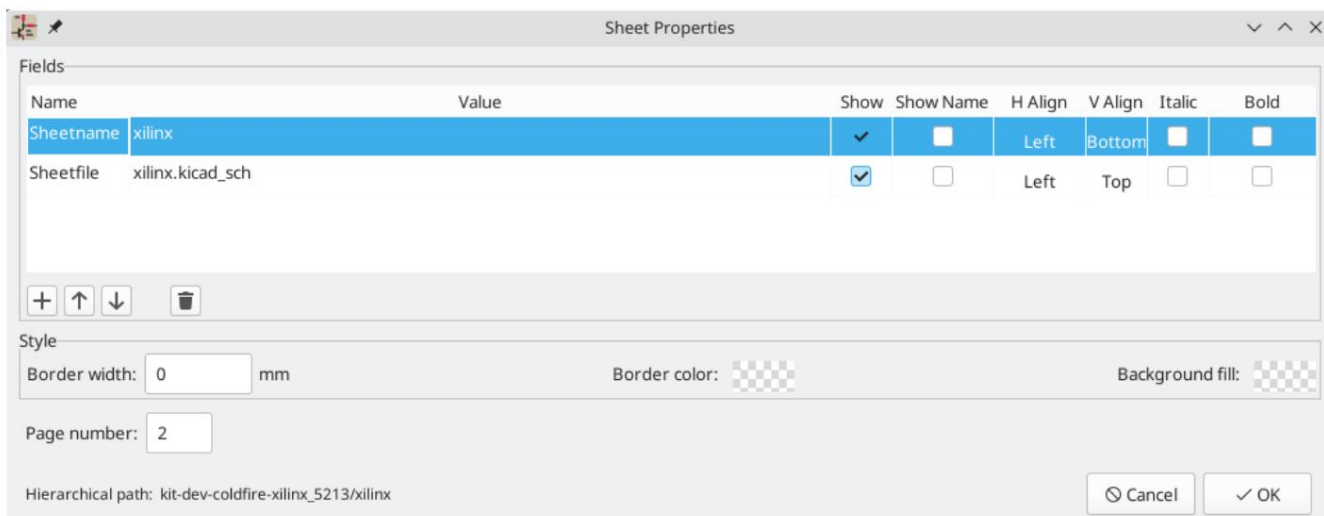 Sheet Properties
Fields
Name Value Show Show Name H Align V Align Italic Bold
Sheetname xilinx Left Bottom
Sheetfile xilinx.kicad_sch Left Top
Style
Border width: 0 mm Border color: Background fill:
Page number: 2
Hierarchical path: kit-dev-coldfire-xilinx_5213/xilinx Cancel OK